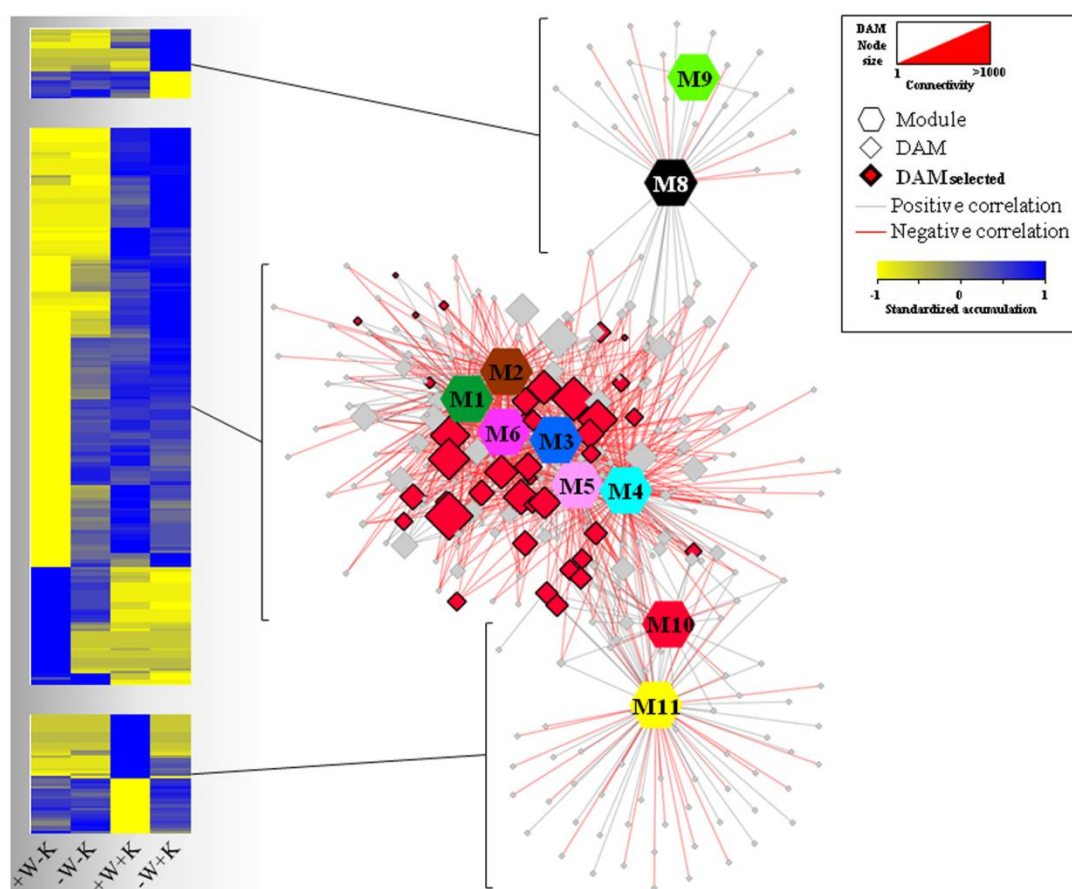 M9
M8
M2
M1
M6
M3
M5
M4
M10
M11
+W-K
-W-K
+W+K
-W+K
DAM
Node
size
1
>1000
Connectivity
Module
DAM
DAMselected
Positive correlation
Negative correlation
-1
0
1
Standardized accumulation